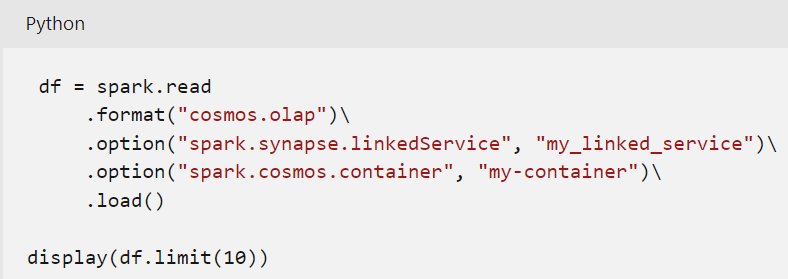 Python
df = spark.read
.format("cosmos.olap")\
.option("spark.synapse.linkedService", "my_linked_service")\
.option("spark.cosmos.container", "my-container")\
.load()
display(df.limit(10))